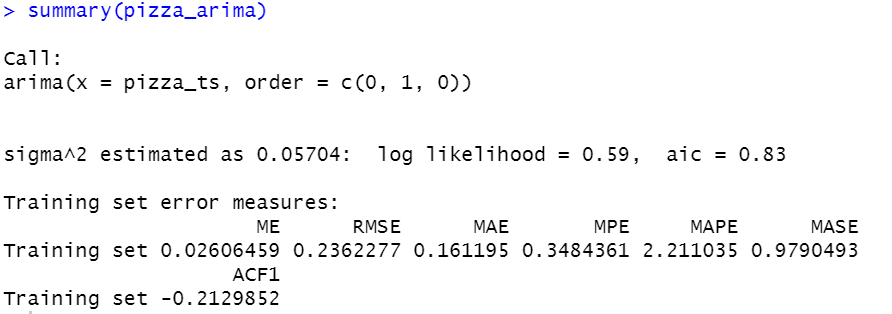 > summary(pizza_arima)
Call:
arima(x = pizza_ts, order = c(0, 1, 0))
sigma^2 estimated as 0.05704:  log likelihood = 0.59,  aic = 0.83
Training set error measures:
                     ME      RMSE      MAE       MPE     MAPE      MASE
Training set 0.02606459 0.2362277 0.161195 0.3484361 2.211035 0.9790493
                   ACF1
Training set -0.2129852